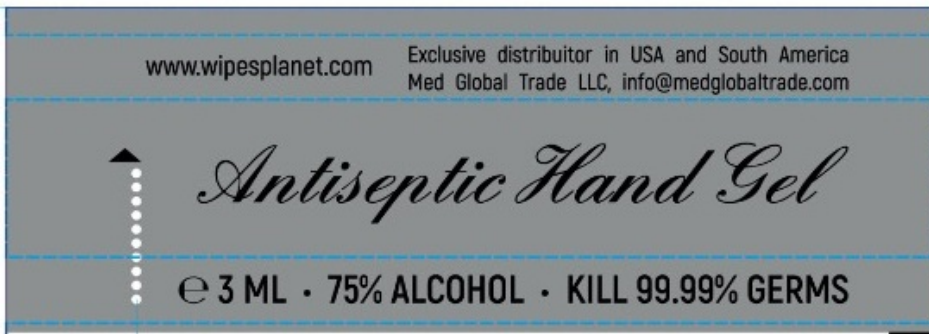 www.wipesplanet.com
Exclusive distribuitor in USA and South America
Med Global Trade LLC, info@medglobaltrade.com
Antiseptic Hand Gel
℮ 3 ML · 75% ALCOHOL · KILL 99.99% GERMS